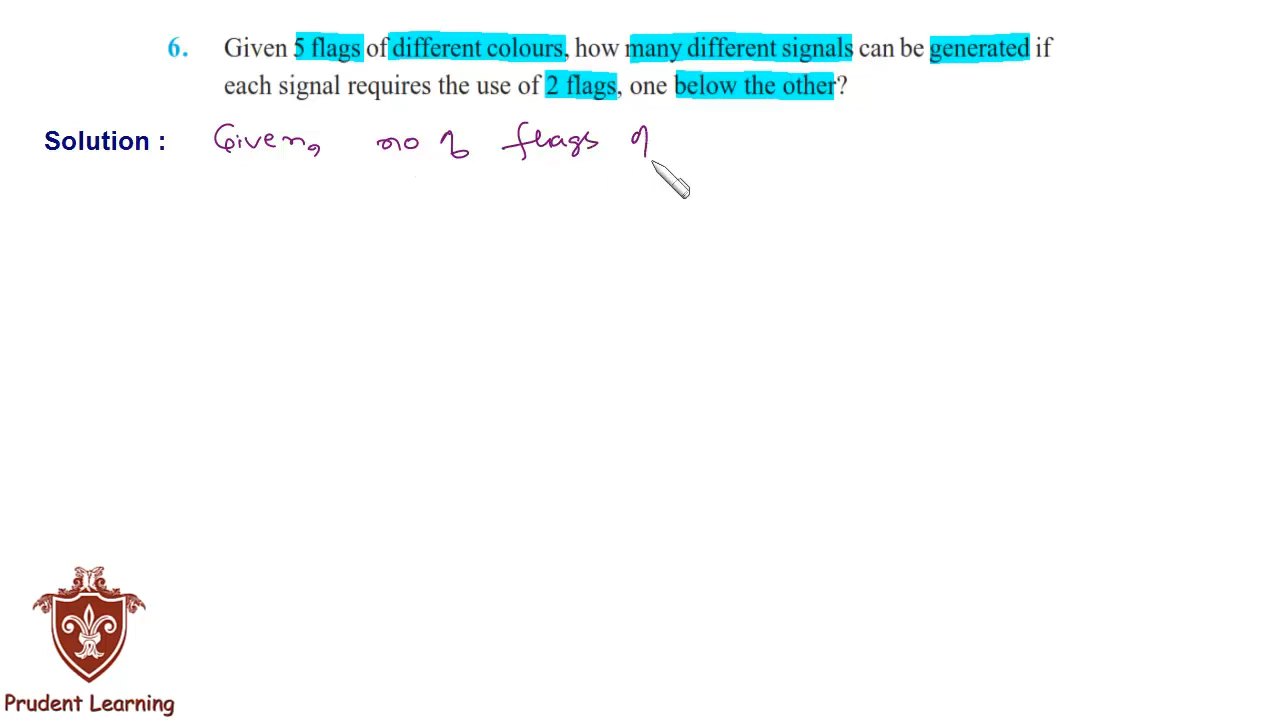 6. Given 5 flags of different colours, how many different signals can be generated if
each signal requires the use of 2 flags, one below the other?
Solution : Given, no of flags of
Prudent Learning